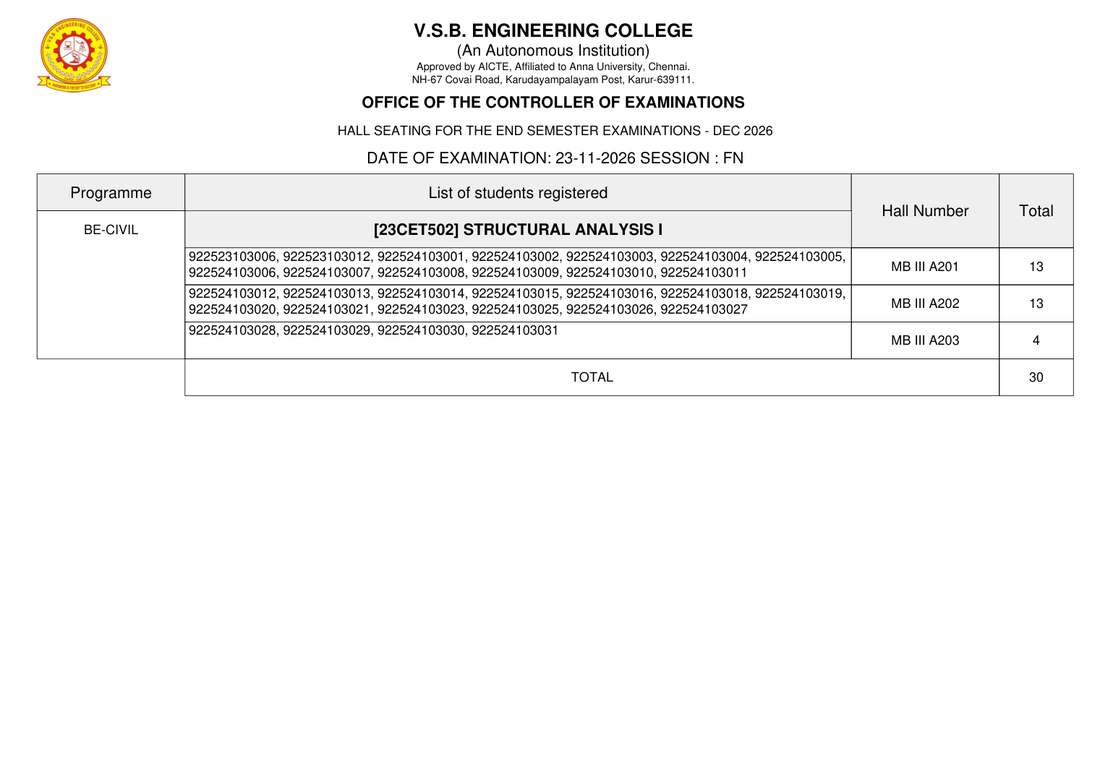 V.S.B. ENGINEERING COLLEGE
(An Autonomous Institution)
Approved by AICTE, Affiliated to Anna University, Chennai.
NH-67 Covai Road, Karudayampalayam Post, Karur-639111.
OFFICE OF THE CONTROLLER OF EXAMINATIONS
HALL SEATING FOR THE END SEMESTER EXAMINATIONS - DEC 2026
DATE OF EXAMINATION: 23-11-2026 SESSION : FN
Programme List of students registered Hall Number Total
BE-CIVIL [23CET502] STRUCTURAL ANALYSIS I
922523103006, 922523103012, 922524103001, 922524103002, 922524103003, 922524103004, 922524103005,
922524103006, 922524103007, 922524103008, 922524103009, 922524103010, 922524103011
MB III A201 13
922524103012, 922524103013, 922524103014, 922524103015, 922524103016, 922524103018, 922524103019,
922524103020, 922524103021, 922524103023, 922524103025, 922524103026, 922524103027
MB III A202 13
922524103028, 922524103029, 922524103030, 922524103031
MB III A203 4
TOTAL 30